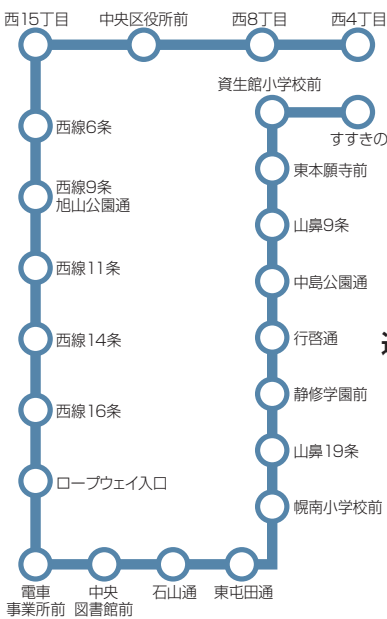 西15丁目
中央区役所前
西8丁目
西4丁目
資生館小学校前
すすきの
西線6条
東本願寺前
西線9条
旭山公園通
山鼻9条
西線11条
中島公園通
西線14条
行啓通
静修学園前
西線16条
山鼻19条
ロープウェイ入口
幌南小学校前
電車
事業所前
中央
図書館前
石山通
東屯田通